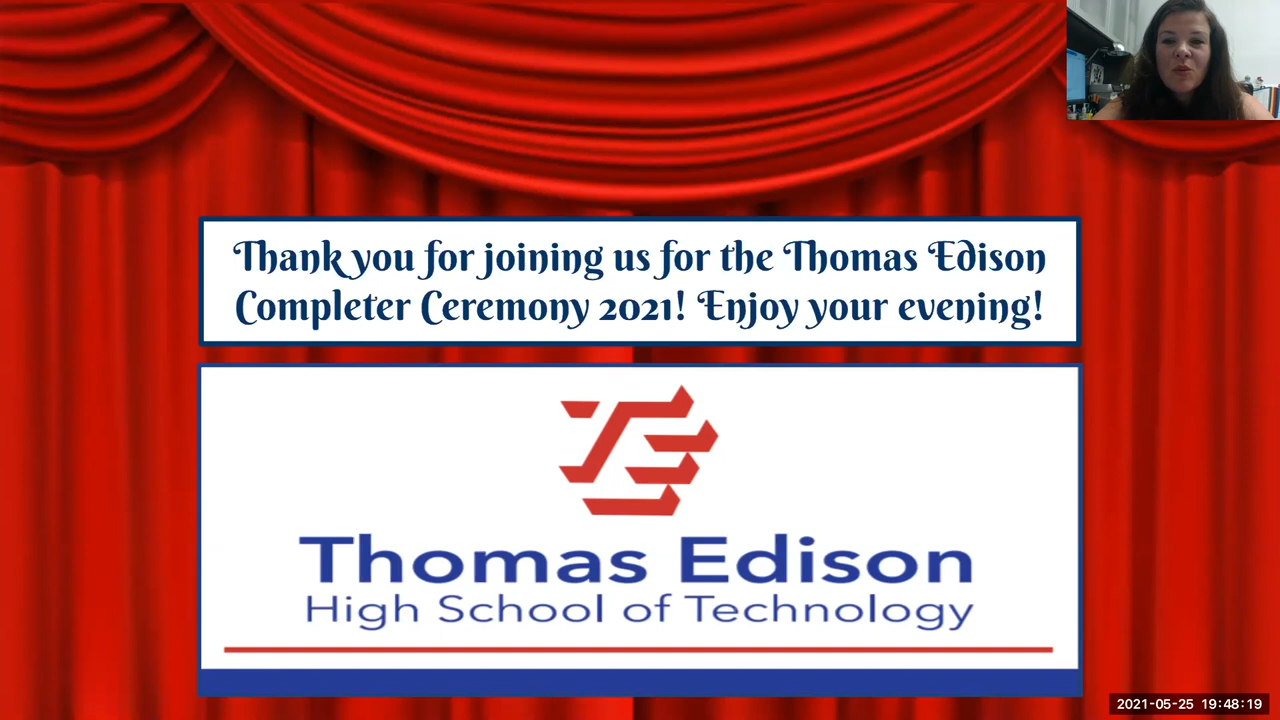 Thank you for joining us for the Thomas Edison
Completer Ceremony 2021! Enjoy your evening!
TE
Thomas Edison
High School of Technology
2021-05-25 19:48:19